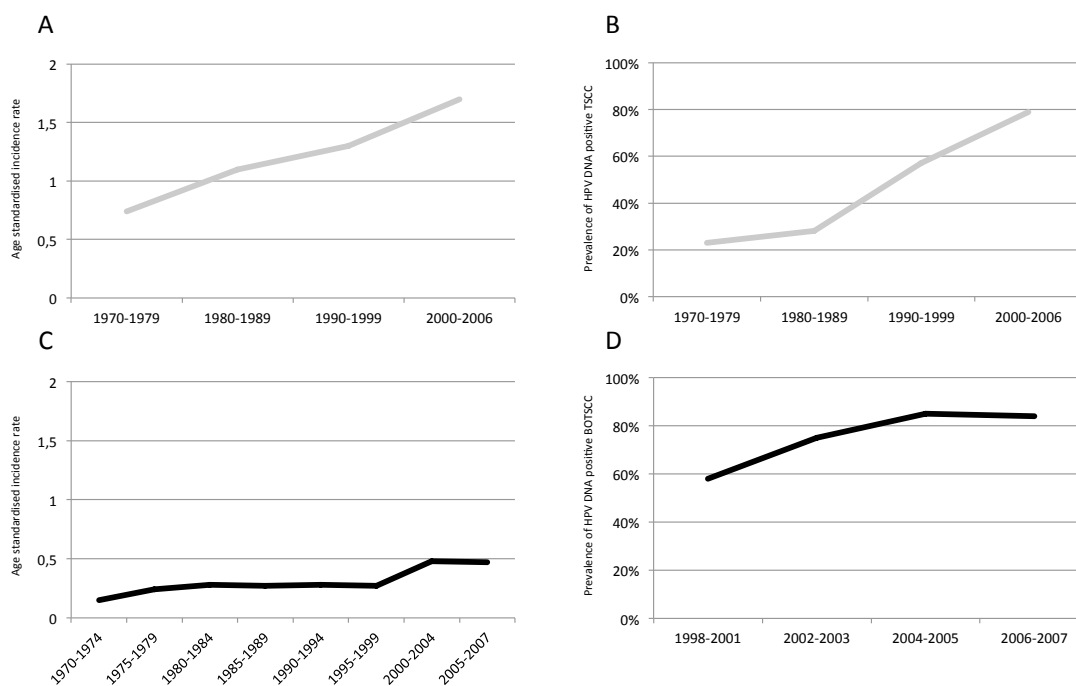 A
Age standardised incidence rate
2
1,5
1
0,5
0
1970-1979 1980-1989 1990-1999 2000-2006
B
Prevalence of HPV DNA positive TSCC
100%
80%
60%
40%
20%
0%
1970-1979 1980-1989 1990-1999 2000-2006
C
Age standardised incidence rate
2
1,5
1
0,5
0
1970-1974 1975-1979 1980-1984 1985-1989 1990-1994 1995-1999 2000-2004 2005-2007
D
Prevalence of HPV DNA positive BOTSCC
100%
80%
60%
40%
20%
0%
1998-2001 2002-2003 2004-2005 2006-2007